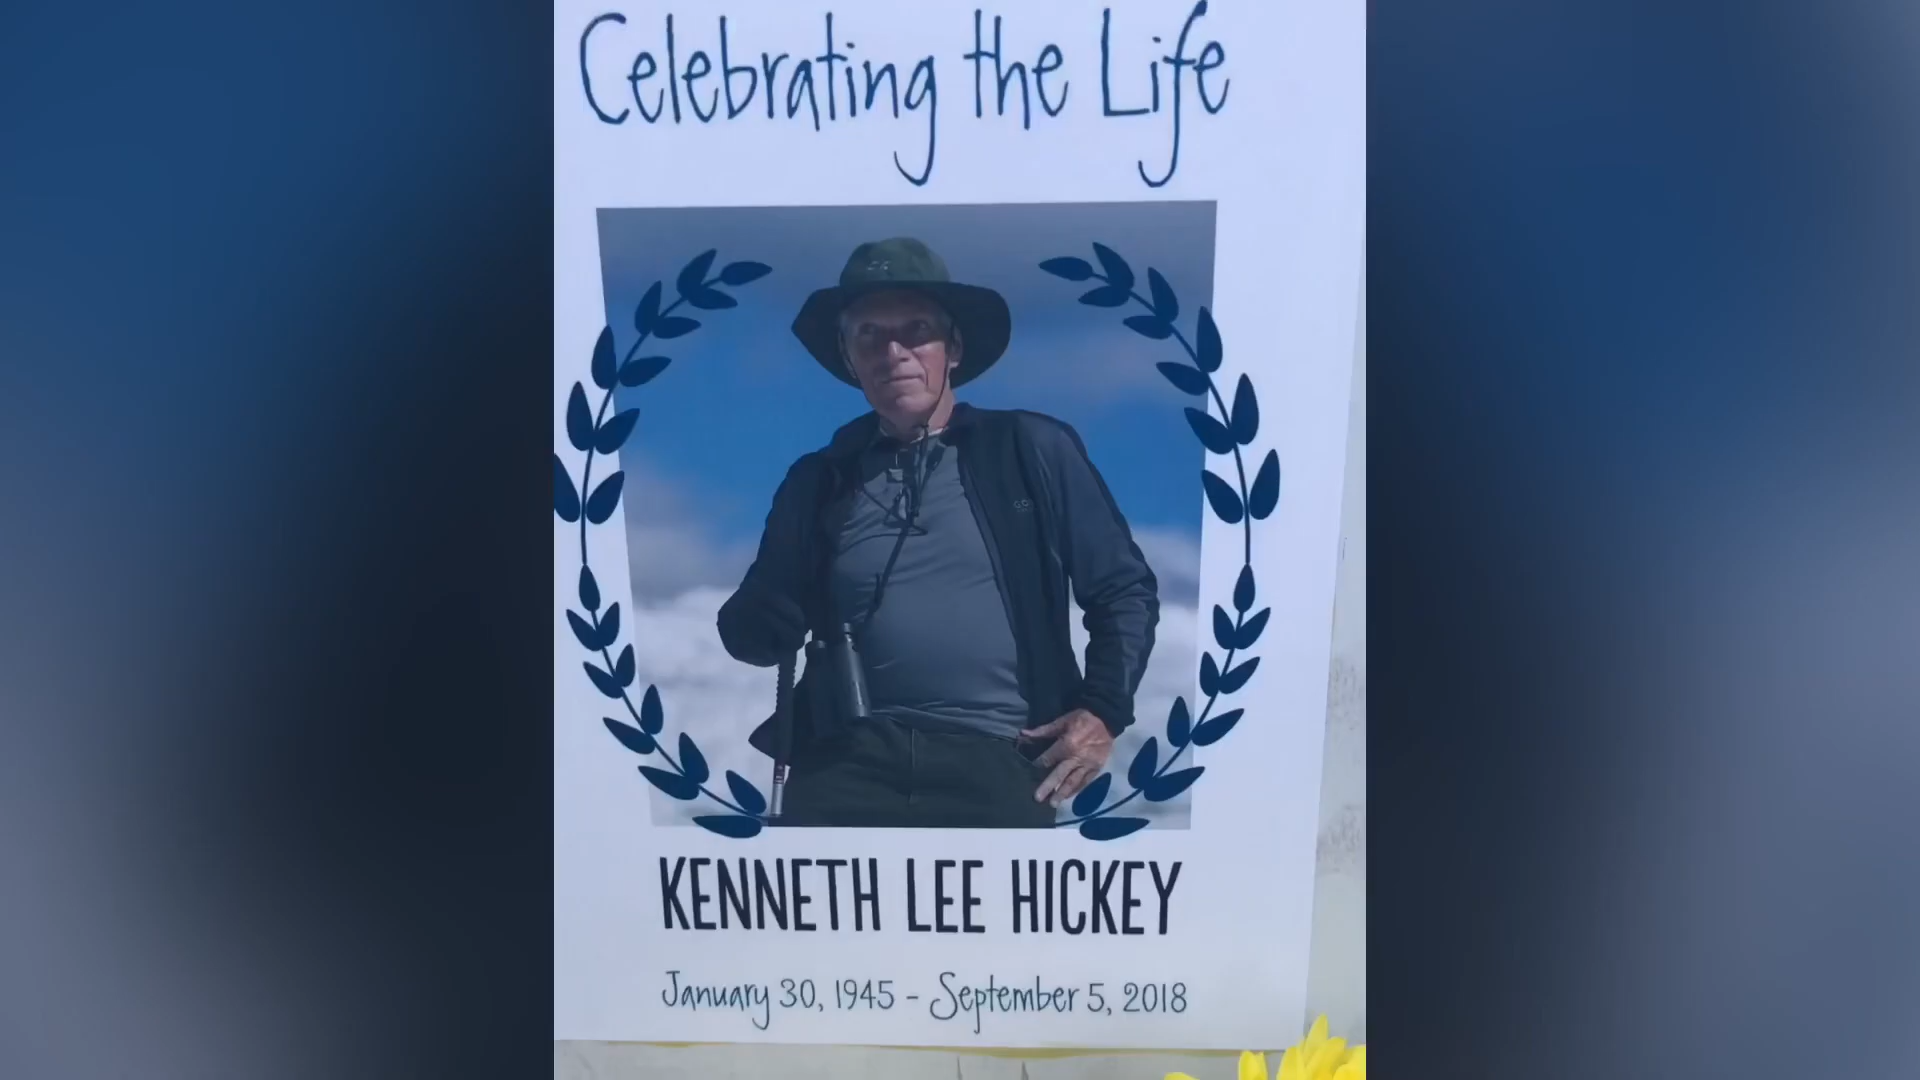 Celebrating the Life
KENNETH LEE HICKEY
January 30, 1945 - September 5, 2018